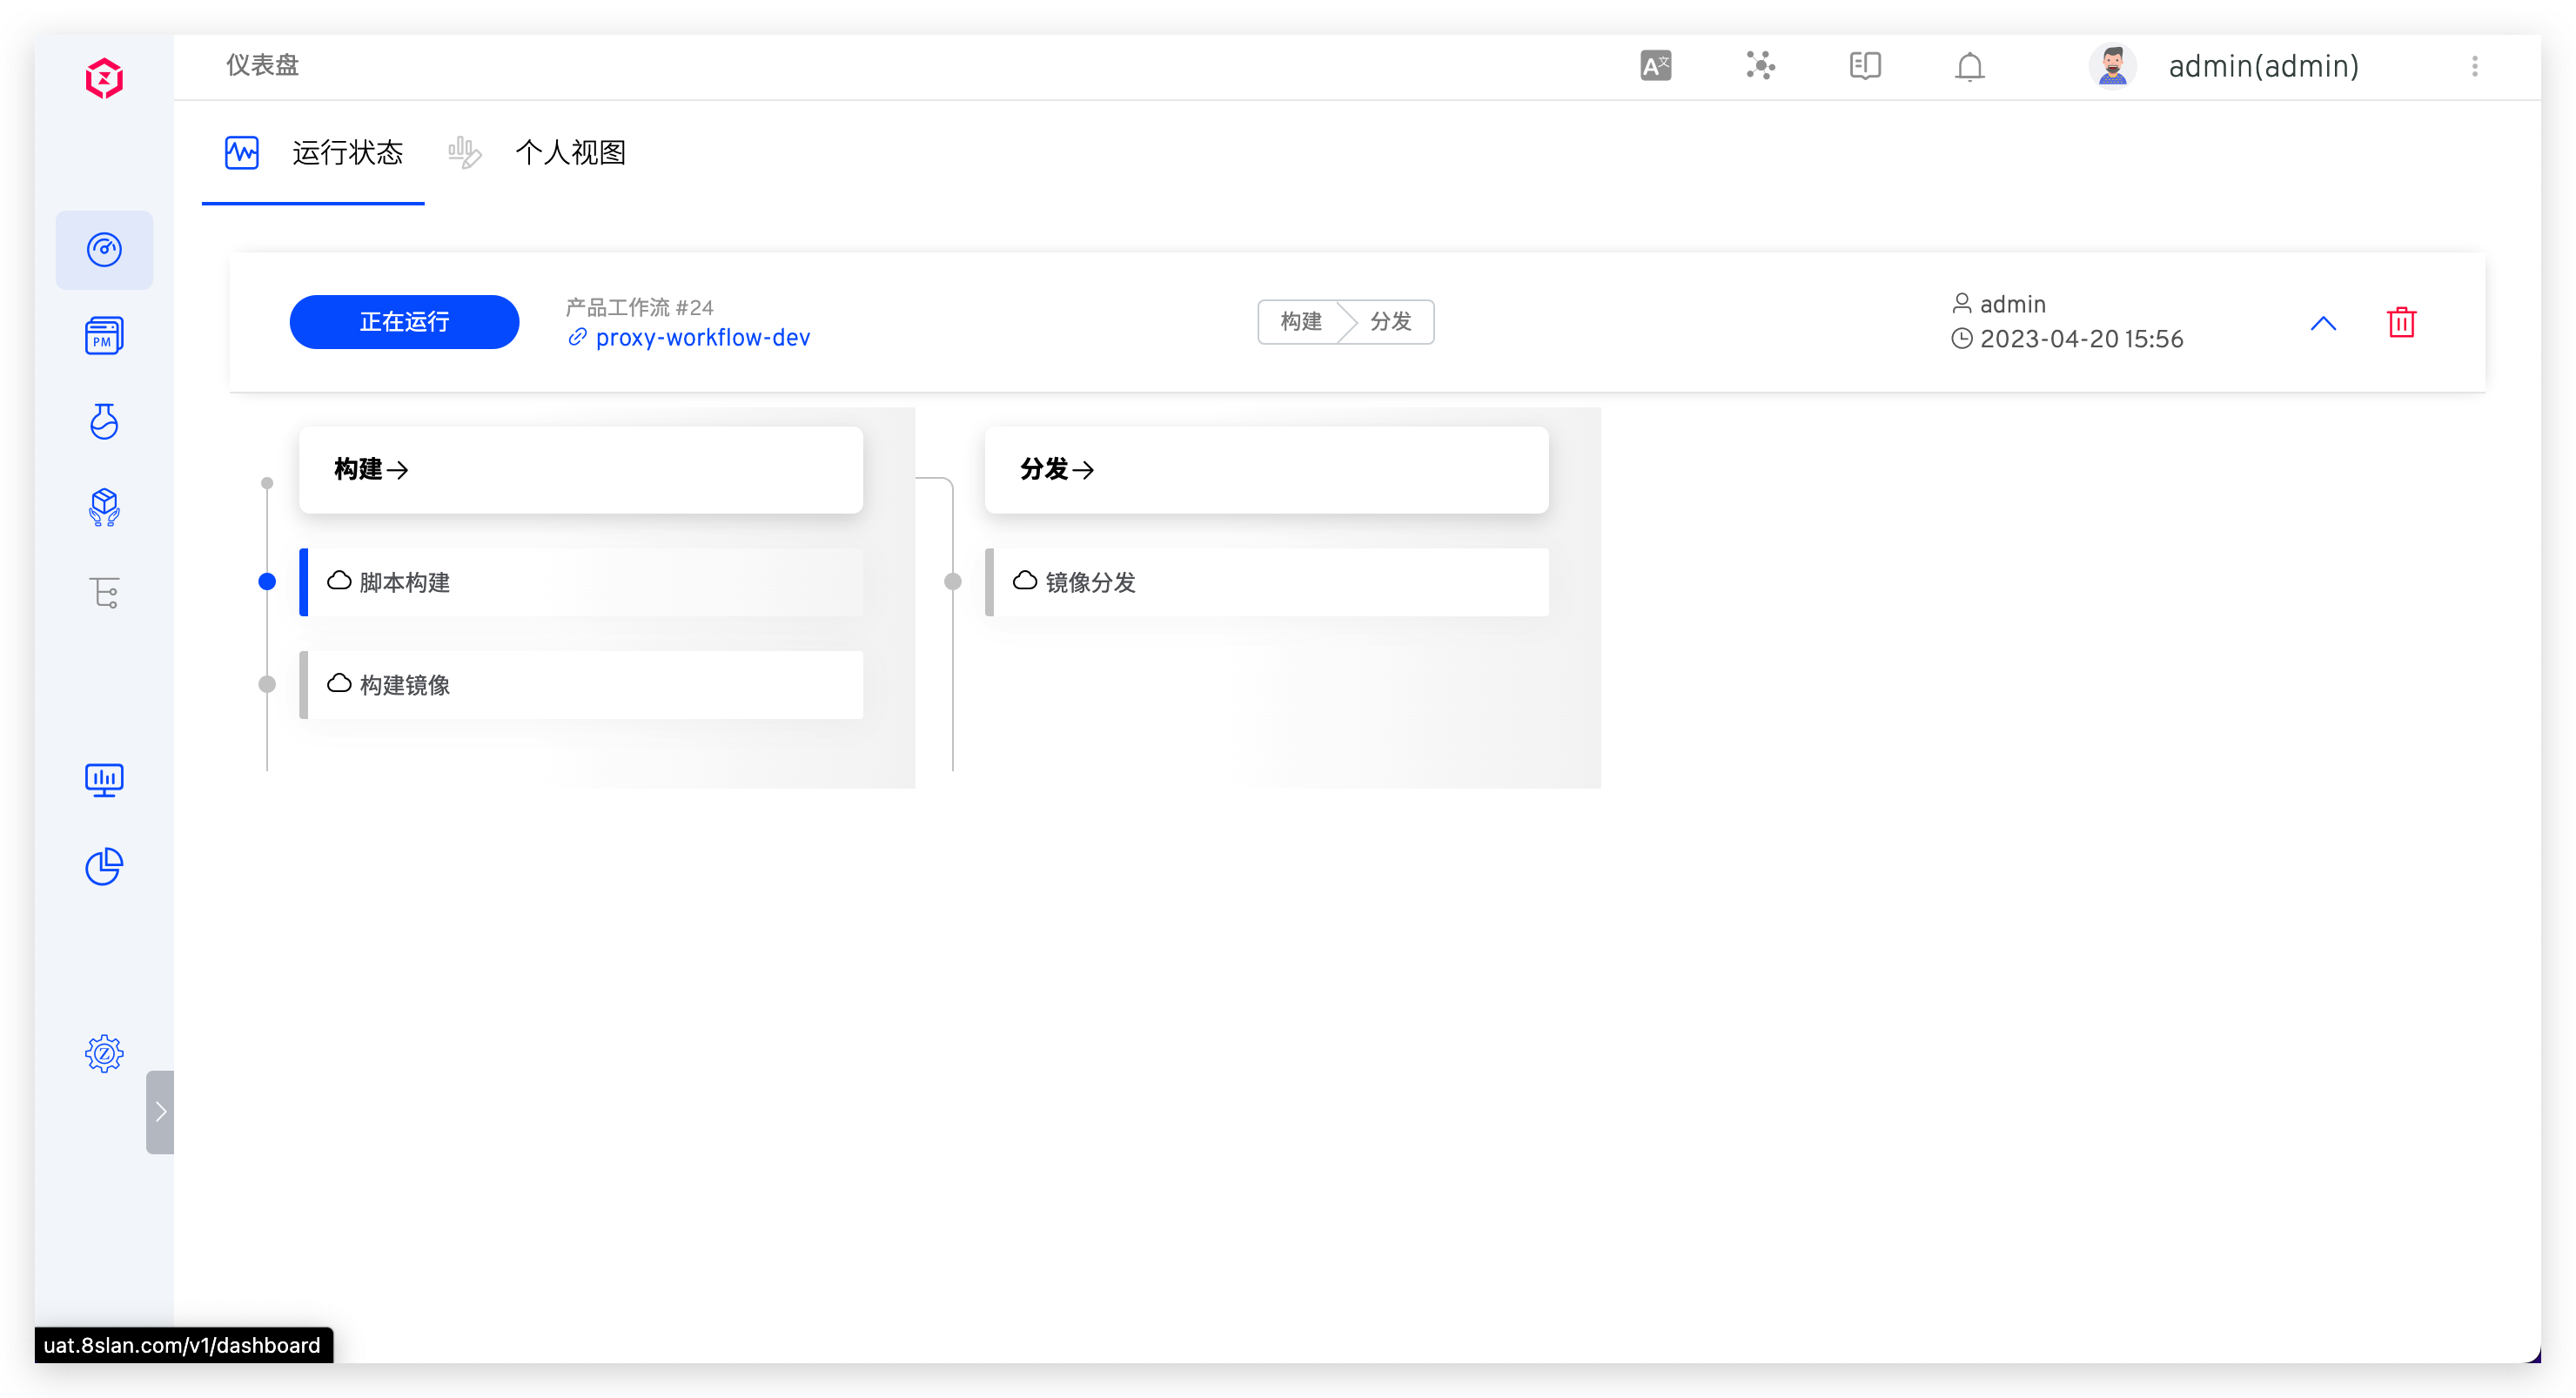 仪表盘
A文
admin(admin)
运行状态
个人视图
PM
正在运行
产品工作流 #24
proxy-workflow-dev
构建
分发
admin
2023-04-20 15:56
构建→
分发→
脚本构建
镜像分发
构建镜像
Z
uat.8slan.com/v1/dashboard